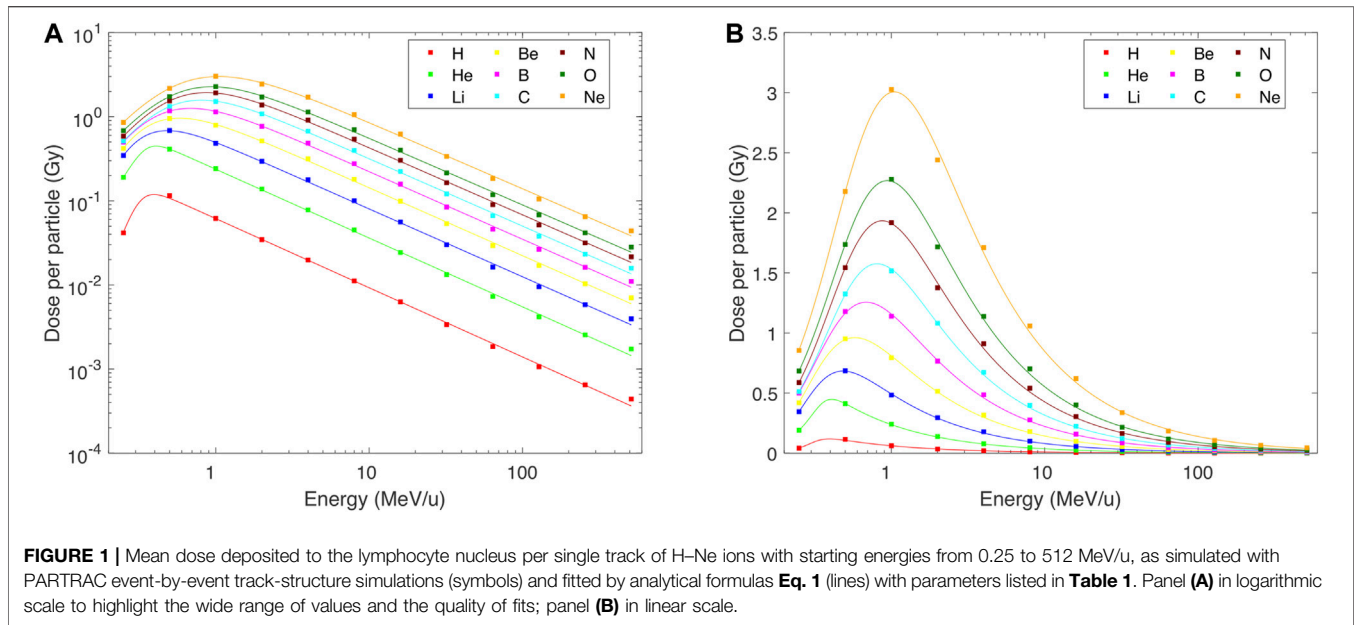 A
B
Dose per particle (Gy)
10^1
10^0
10^-1
10^-2
10^-3
10^-4
H Be N
He B O
Li C Ne
1 10 100
Energy (MeV/u)
Dose per particle (Gy)
3.5
3
2.5
2
1.5
1
0.5
0
H Be N
He B O
Li C Ne
1 10 100
Energy (MeV/u)
FIGURE 1 | Mean dose deposited to the lymphocyte nucleus per single track of H–Ne ions with starting energies from 0.25 to 512 MeV/u, as simulated with
PARTRAC event-by-event track-structure simulations (symbols) and fitted by analytical formulas Eq. 1 (lines) with parameters listed in Table 1. Panel (A) in logarithmic
scale to highlight the wide range of values and the quality of fits; panel (B) in linear scale.